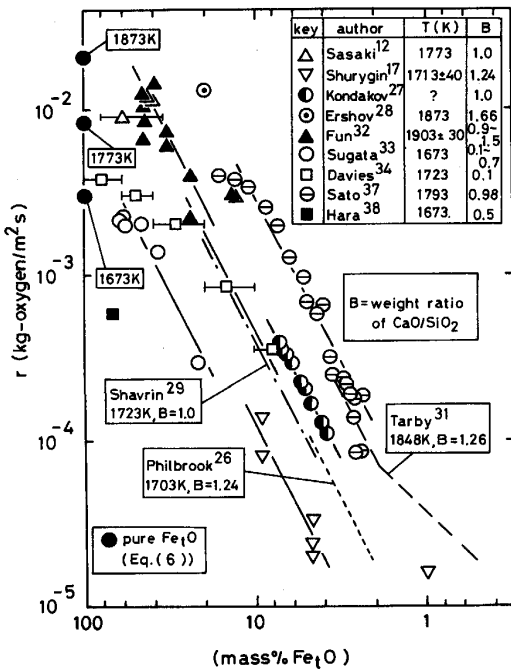 key author T(K) B
Sasaki12 1773 1.0
Shurygin17 1713±40 1.24
Kondakov27 ? 1.0
Ershov28 1873 1.66
Fun32 1903±30 0.9~1.5
Sugata33 1673 0.1~0.7
Davies34 1723 0.1
Sato37 1793 0.98
Hara38 1673. 0.5
1873K
10-2
1773K
1673K
10-3
B=weight ratio
of CaO/SiO2
r (kg-oxygen/m2s)
Shavrin29
1723K, B=1.0
10-4
Tarby31
1848K, B=1.26
Philbrook26
1703K, B=1.24
pure FetO
(Eq.(6))
10-5
100 10 1
(mass% FetO)